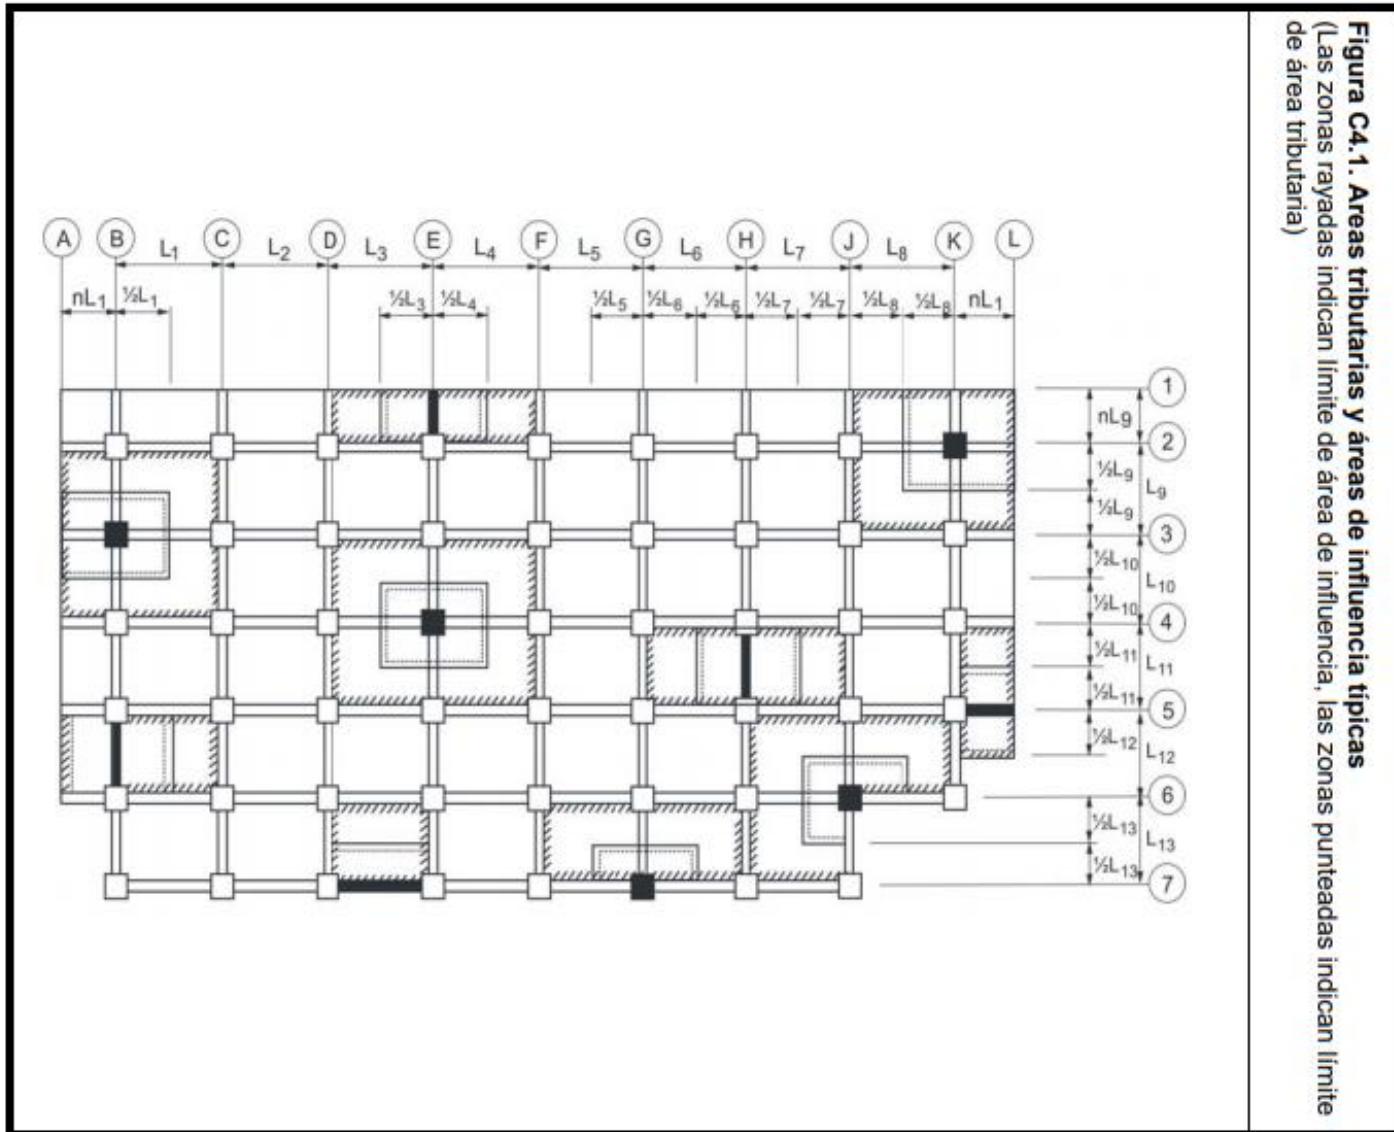 Figura C4.1. Areas tributarias y áreas de influencia típicas
(Las zonas rayadas indican límite de área de influencia, las zonas punteadas indican límite
de área tributaria)
A B C D E F G H J K L
L1 L2 L3 L4 L5 L6 L7 L8
nL1 ½L1 ½L3 ½L4 ½L5 ½L6 ½L6 ½L7 ½L7 ½L8 ½L8 nL1
1
nL9
2
½L9
L9
½L9
3
½L10
L10
½L10
4
½L11
L11
½L11
5
½L12
L12
6
½L13
L13
½L13
7